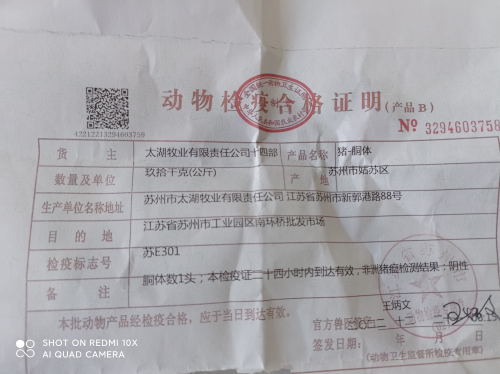 动物检疫合格证明(产品B)
42212213294603758
№ 3294603758
货 主 太湖牧业有限责任公司十四部 产品名称 猪-胴体
数量及单位 玖拾千克(公斤) 产 地 苏州市姑苏区
生产单位名称地址 苏州市太湖牧业有限责任公司 江苏省苏州市新郭港路88号
目 的 地 江苏省苏州市工业园区南环桥批发市场
检疫标志号 苏E301
备 注 胴体数1头；本检疫证二十四小时内到达有效，非洲猪瘟检测结果：阴性
本批动物产品经检疫合格，应于当日到达有效。
官方兽医签字： 王炳文
签发日期： 年 月 日
(动物卫生监督所检疫专用章)
SHOT ON REDMI 10X
AI QUAD CAMERA